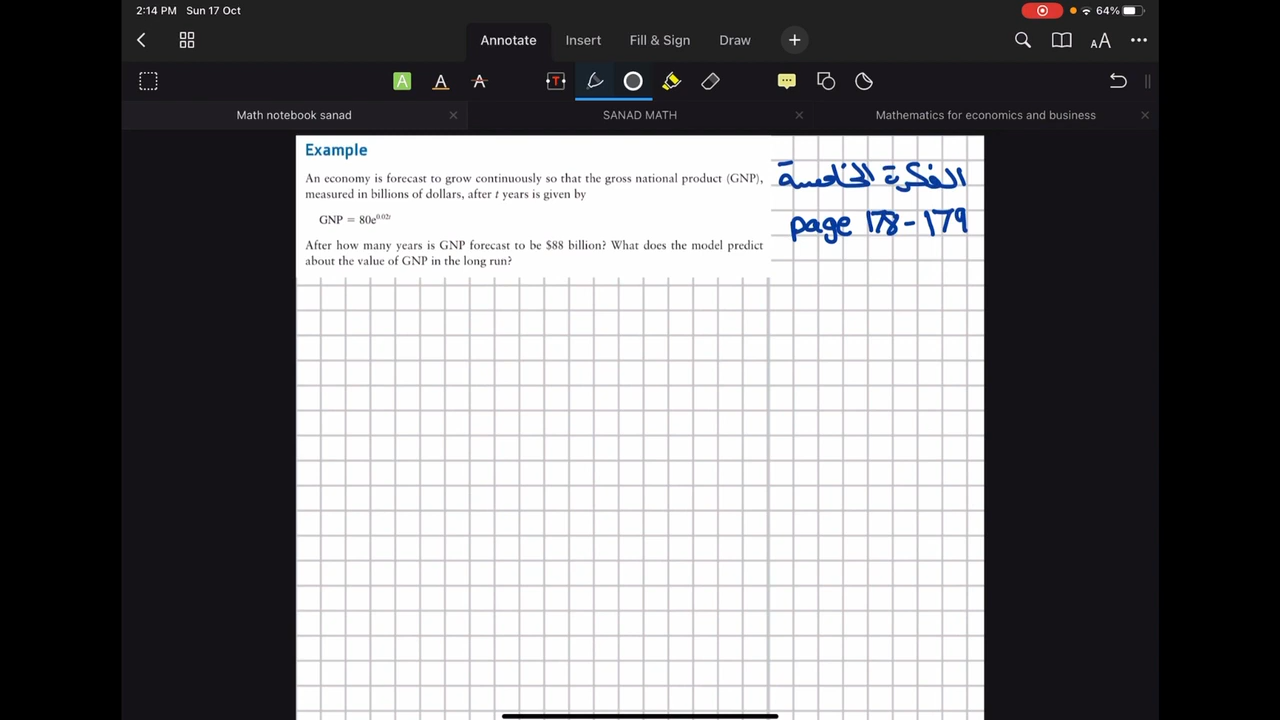 2:14 PM Sun 17 Oct
64%
Annotate Insert Fill & Sign Draw
Math notebook sanad
SANAD MATH
Mathematics for economics and business
Example
An economy is forecast to grow continuously so that the gross national product (GNP),
measured in billions of dollars, after t years is given by
GNP = 80e^0.02t
After how many years is GNP forecast to be $88 billion? What does the model predict
about the value of GNP in the long run?
الفكرة الخامسة
page 178-179